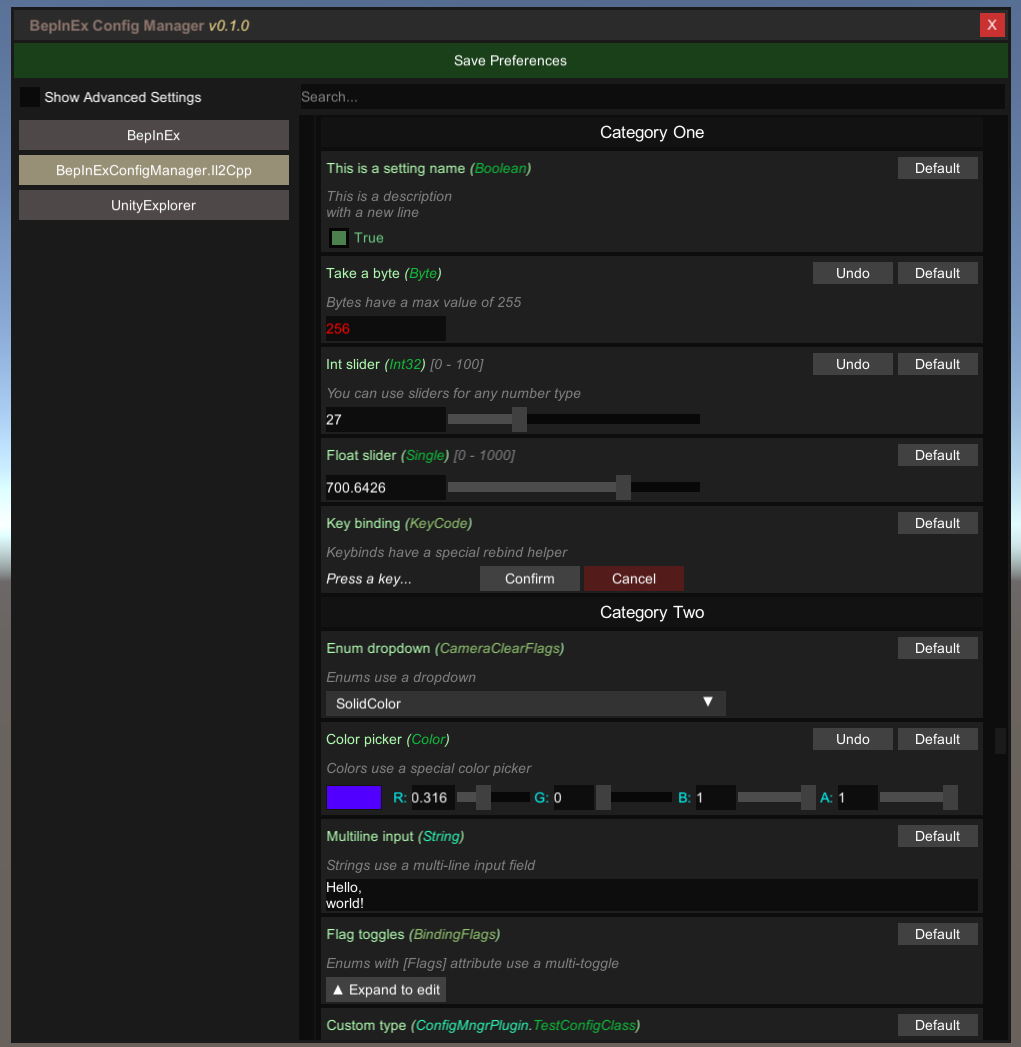 BepInEx Config Manager v0.1.0
X
Save Preferences
Show Advanced Settings
Search...
BepInEx
BepInExConfigManager.Il2Cpp
UnityExplorer
Category One
This is a setting name (Boolean)
Default
This is a description
with a new line
True
Take a byte (Byte)
Undo
Default
Bytes have a max value of 255
256
Int slider (Int32) [0 - 100]
Undo
Default
You can use sliders for any number type
27
Float slider (Single) [0 - 1000]
Default
700.6426
Key binding (KeyCode)
Default
Keybinds have a special rebind helper
Press a key...
Confirm
Cancel
Category Two
Enum dropdown (CameraClearFlags)
Default
Enums use a dropdown
SolidColor ▼
Color picker (Color)
Undo
Default
Colors use a special color picker
R: 0.316 G: 0 B: 1 A: 1
Multiline input (String)
Default
Strings use a multi-line input field
Hello,
world!
Flag toggles (BindingFlags)
Default
Enums with [Flags] attribute use a multi-toggle
▲ Expand to edit
Custom type (ConfigMngrPlugin.TestConfigClass)
Default